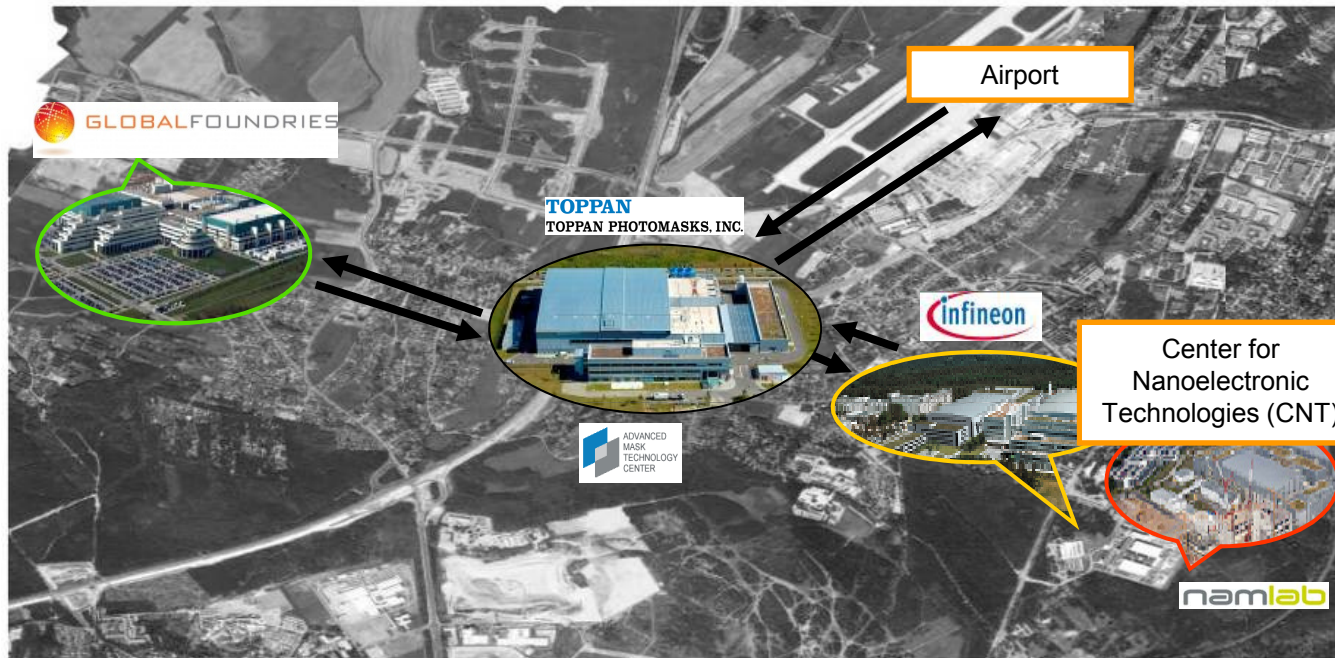 Airport
GLOBALFOUNDRIES
TOPPAN
TOPPAN PHOTOMASKS, INC.
infineon
Center for
Nanoelectronic
Technologies (CNT)
ADVANCED
MASK
TECHNOLOGY
CENTER
namlab